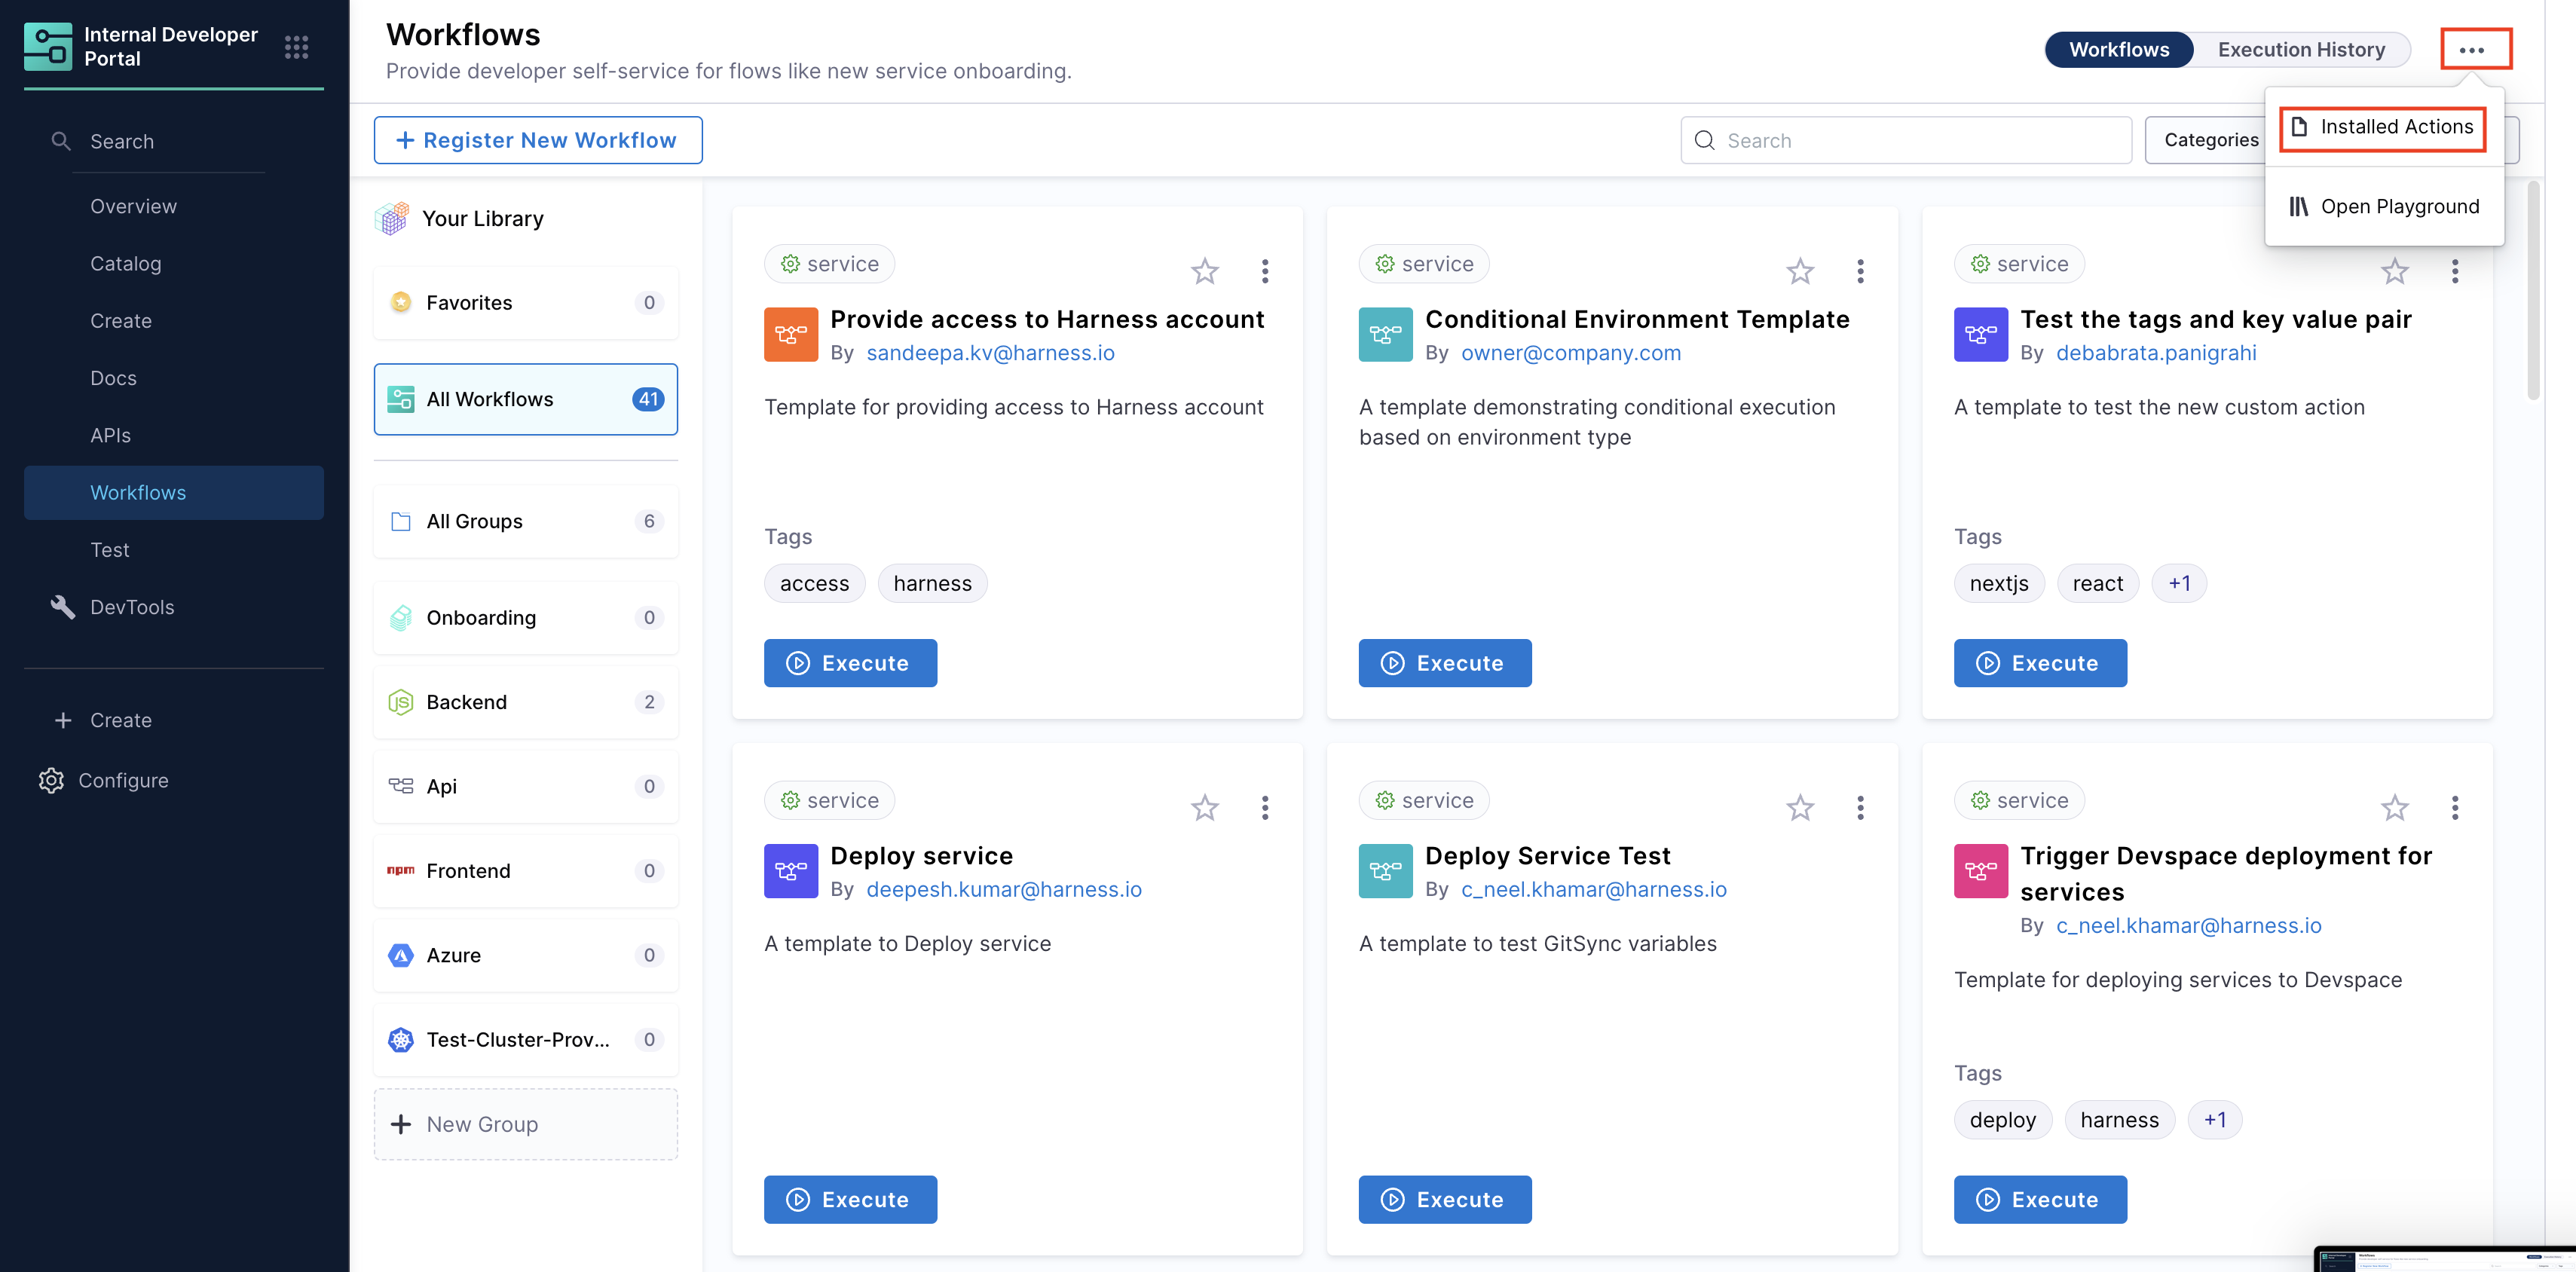 Internal Developer
Portal
Search
Overview
Catalog
Create
Docs
APIs
Workflows
Test
DevTools
Create
Configure
Workflows
Provide developer self-service for flows like new service onboarding.
Workflows
Execution History
Installed Actions
Open Playground
+ Register New Workflow
Search
Categories
Your Library
Favorites 0
All Workflows 41
All Groups 6
Onboarding 0
Backend 2
Api 0
npm Frontend 0
Azure 0
Test-Cluster-Prov... 0
+ New Group
service
Provide access to Harness account
By sandeepa.kv@harness.io
Template for providing access to Harness account
Tags
access harness
Execute
service
Conditional Environment Template
By owner@company.com
A template demonstrating conditional execution
based on environment type
Execute
service
Test the tags and key value pair
By debabrata.panigrahi
A template to test the new custom action
Tags
nextjs react +1
Execute
service
Deploy service
By deepesh.kumar@harness.io
A template to Deploy service
Execute
service
Deploy Service Test
By c_neel.khamar@harness.io
A template to test GitSync variables
Execute
service
Trigger Devspace deployment for
services
By c_neel.khamar@harness.io
Template for deploying services to Devspace
Tags
deploy harness +1
Execute